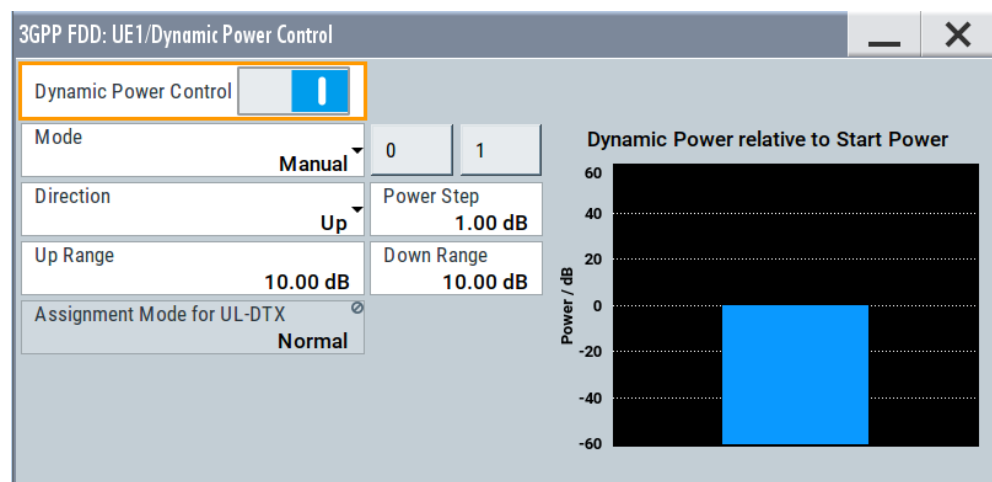 3GPP FDD: UE1/Dynamic Power Control
Dynamic Power Control
Mode
Manual
0
1
Direction
Up
Power Step
1.00 dB
Up Range
10.00 dB
Down Range
10.00 dB
Assignment Mode for UL-DTX
Normal
Dynamic Power relative to Start Power
Power / dB
60
40
20
0
-20
-40
-60